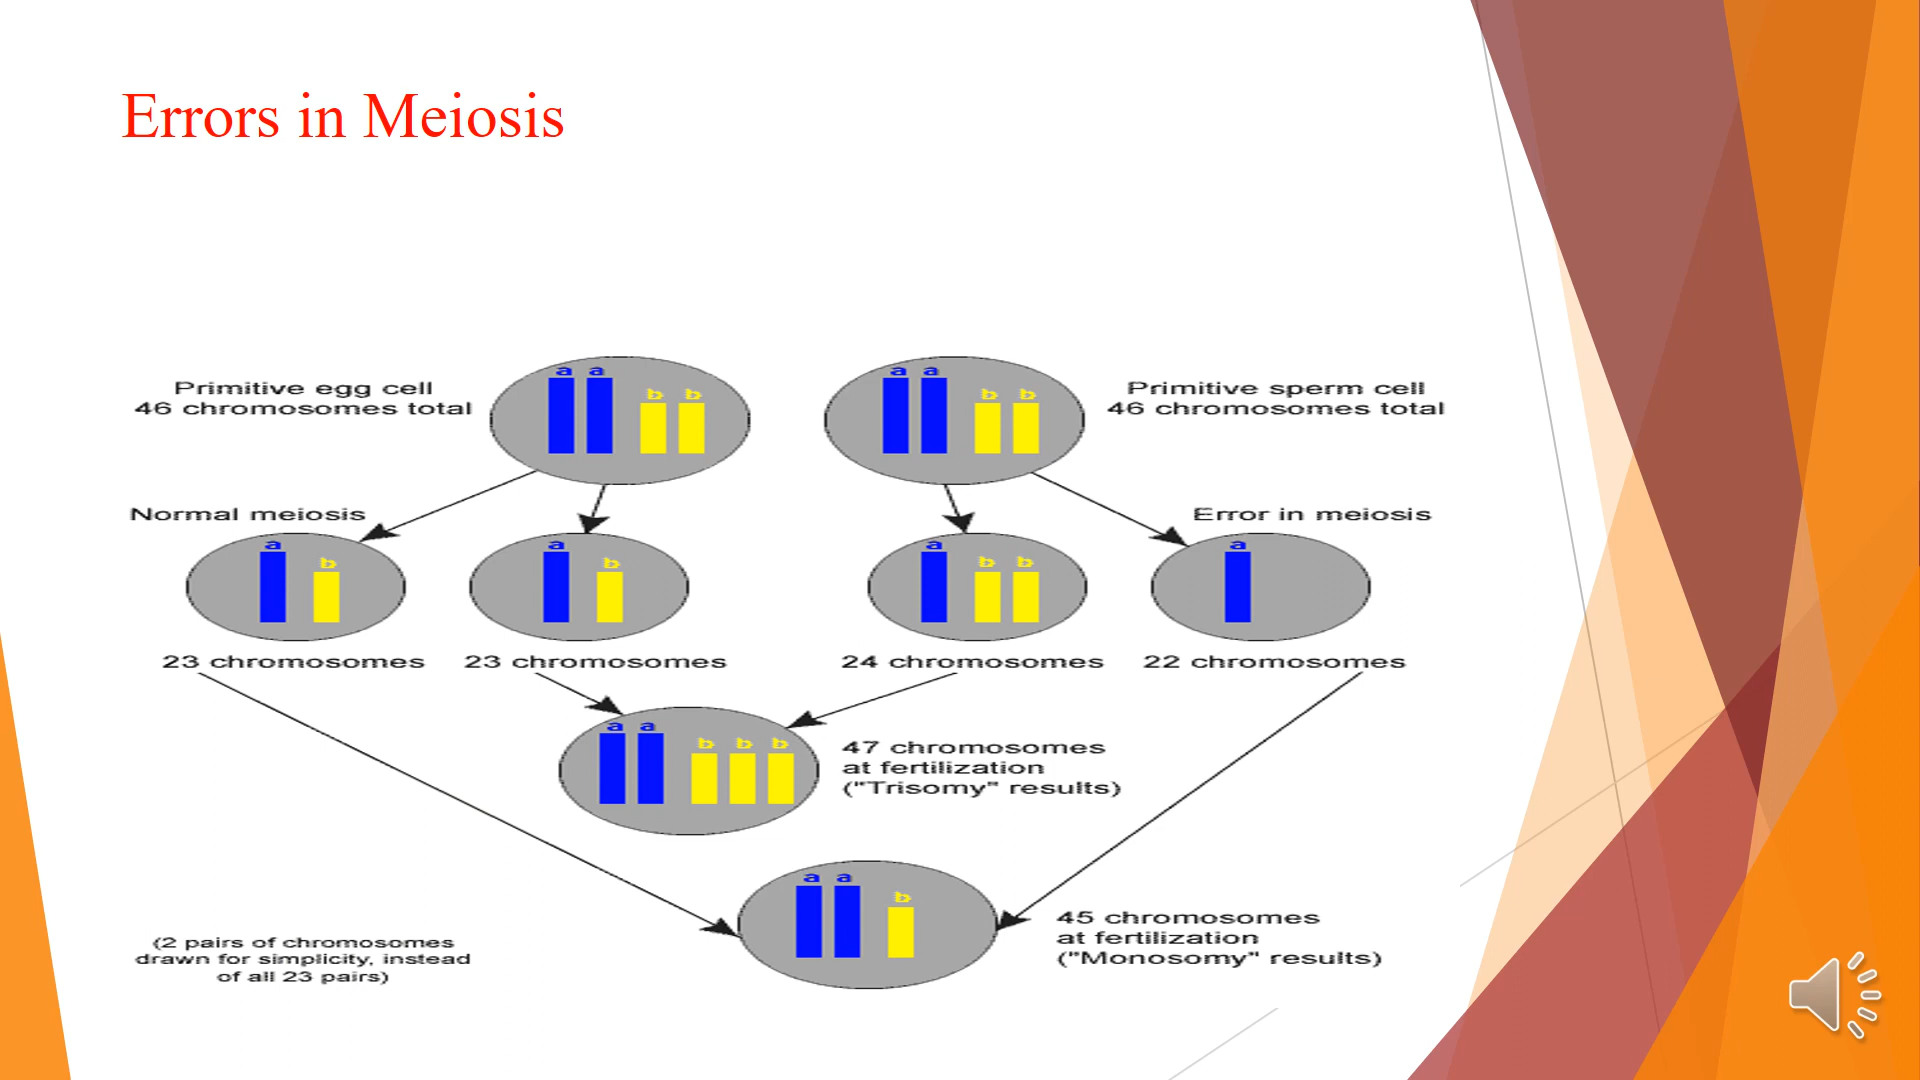 Errors in Meiosis
a a
b b
Primitive egg cell
46 chromosomes total
a a
b b
Primitive sperm cell
46 chromosomes total
Normal meiosis
Error in meiosis
a
b
a
b
a
b b
a
23 chromosomes
23 chromosomes
24 chromosomes
22 chromosomes
a a
b b b
47 chromosomes
at fertilization
("Trisomy" results)
a a
b
45 chromosomes
at fertilization
("Monosomy" results)
(2 pairs of chromosomes
drawn for simplicity, instead
of all 23 pairs)